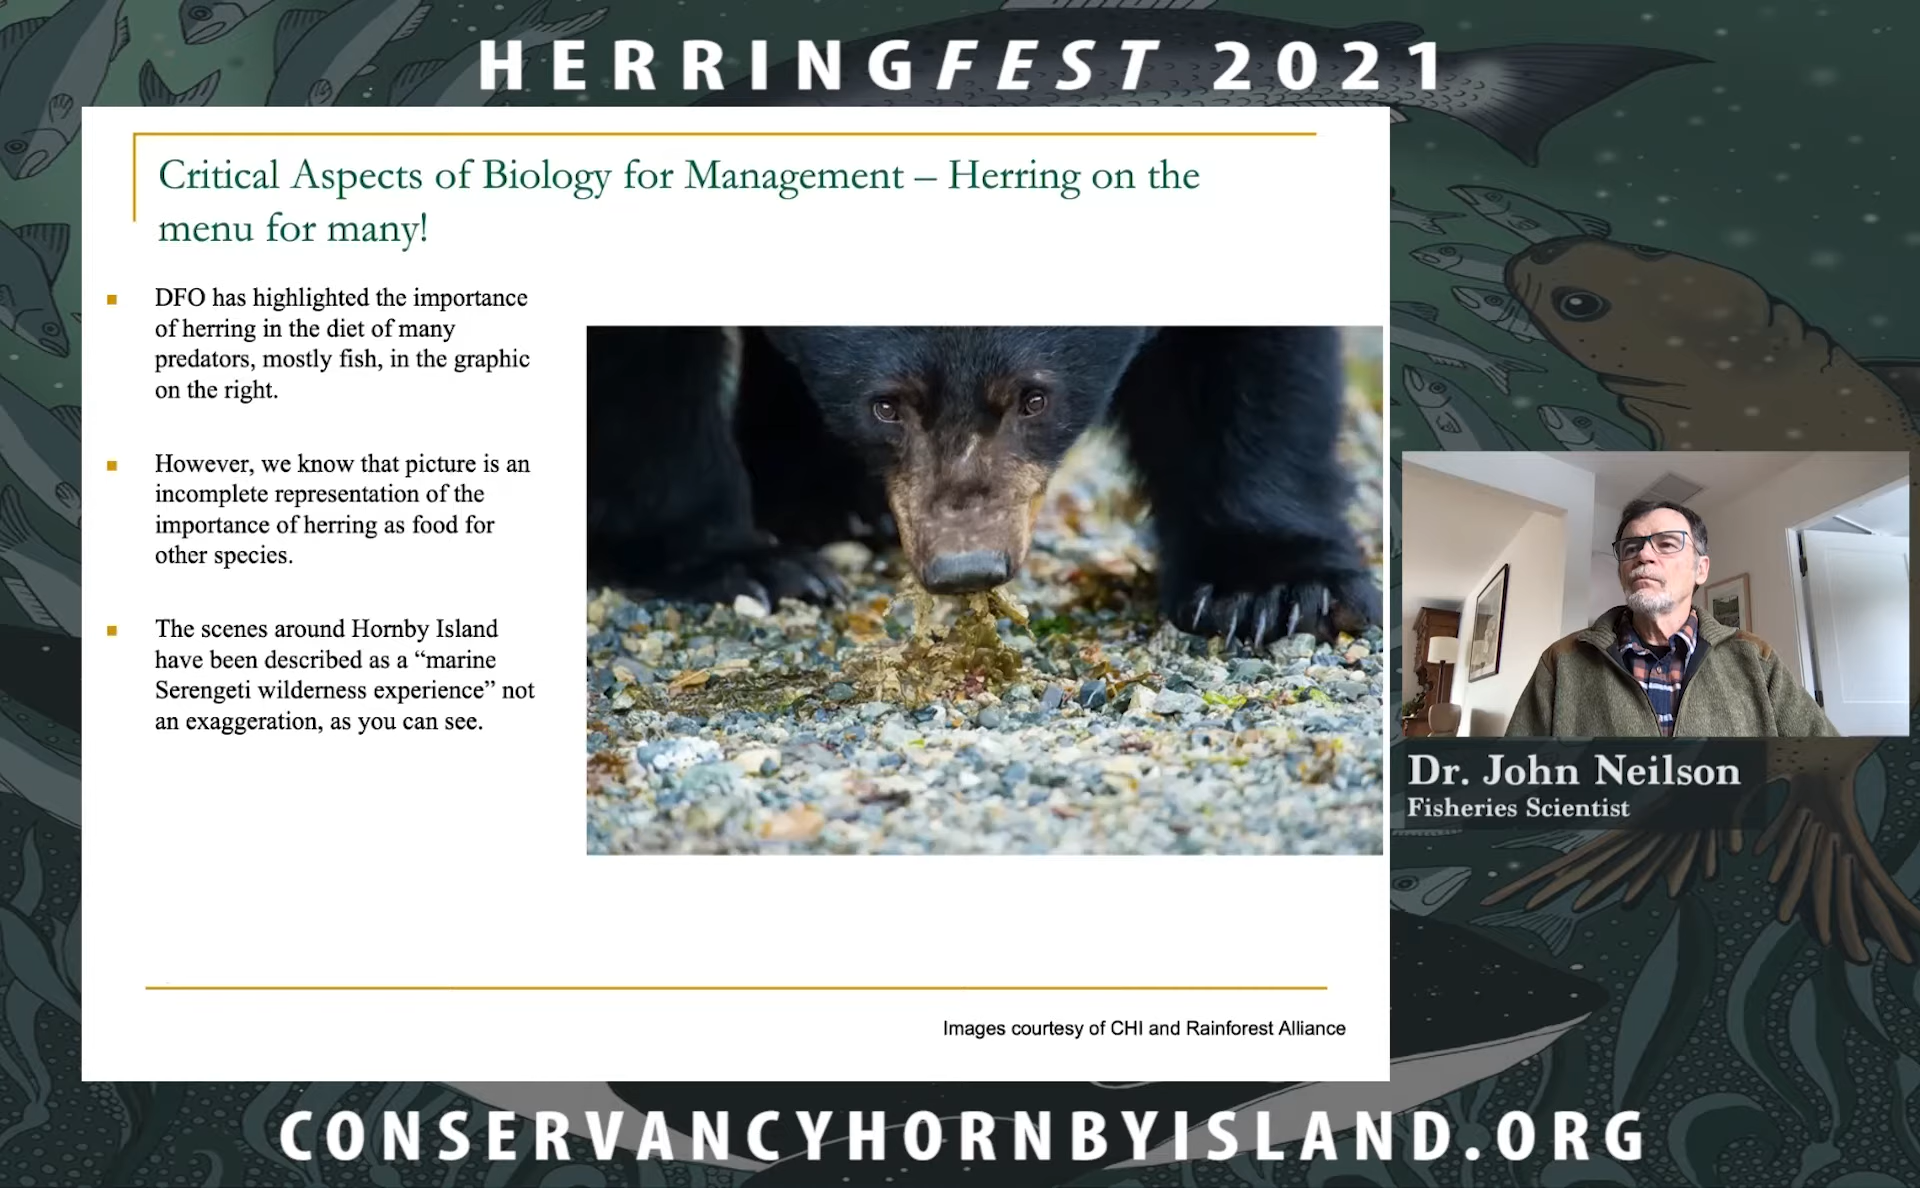 HERRINGFEST 2021
Critical Aspects of Biology for Management – Herring on the
menu for many!
DFO has highlighted the importance
of herring in the diet of many
predators, mostly fish, in the graphic
on the right.
However, we know that picture is an
incomplete representation of the
importance of herring as food for
other species.
The scenes around Hornby Island
have been described as a “marine
Serengeti wilderness experience” not
an exaggeration, as you can see.
Images courtesy of CHI and Rainforest Alliance
Dr. John Neilson
Fisheries Scientist
CONSERVANCYHORNBYISLAND.ORG